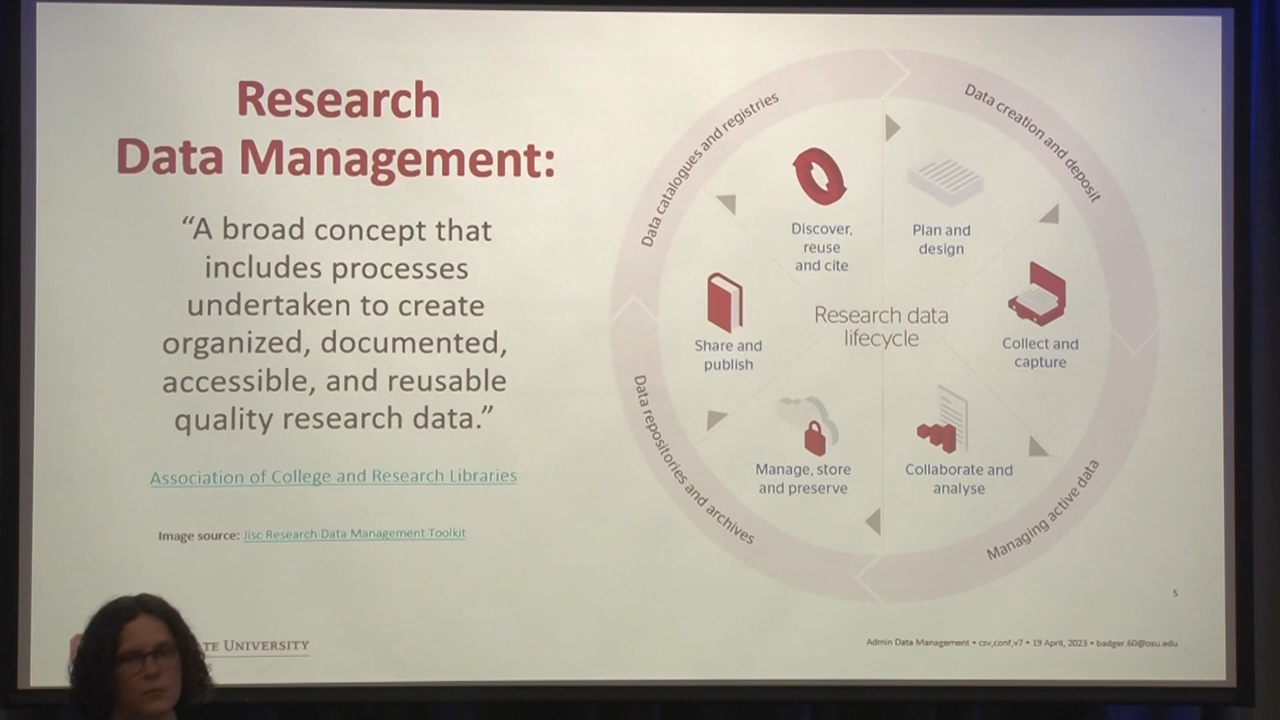 Research
Data Management:
“A broad concept that
includes processes
undertaken to create
organized, documented,
accessible, and reusable
quality research data.”
Association of College and Research Libraries
Image source: Jisc Research Data Management Toolkit
Data catalogues and registries
Data creation and deposit
Discover,
reuse
and cite
Plan and
design
Share and
publish
Research data
lifecycle
Collect and
capture
Manage, store
and preserve
Collaborate and
analyse
Data repositories and archives
Managing active data
5
UNIVERSITY
Admin Data Management • csv,conf,v7 • 19 April, 2023 • badger.60@osu.edu